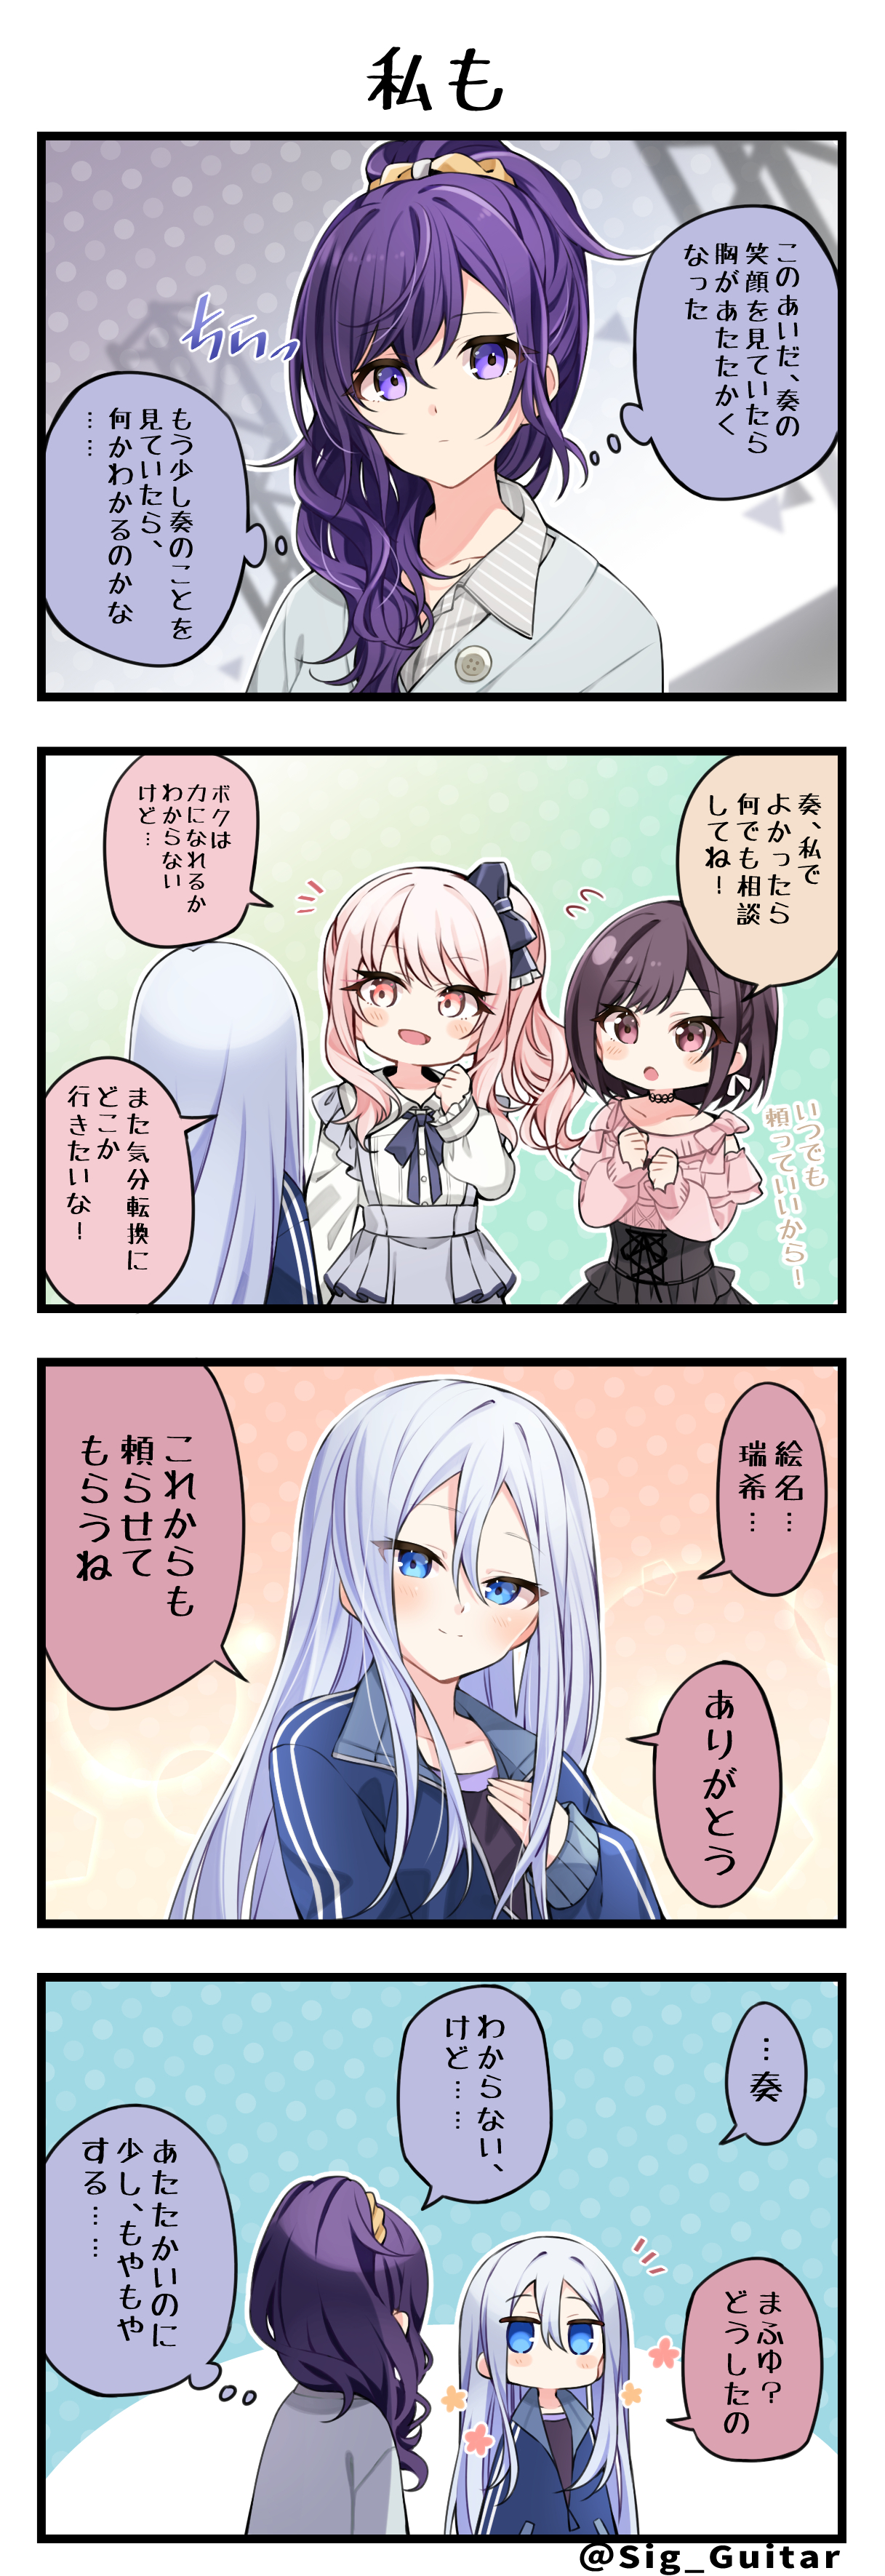 私も
このあいだ、奏の
笑顔を見ていたら
胸があたたかく
なった
ちらっ
もう少し奏のことを
見ていたら、
何かわかるのかな
……
奏、私で
よかったら
何でも相談
してね！
いつでも
頼っていいから！
ボクは
力になれるか
わからない
けど…
また気分転換に
どこか
行きたいな！
絵名…
瑞希…
ありがとう
これからも
頼らせて
もらうね
…奏
まふゆ？
どうしたの
わからない、
けど……
あたたかいのに
少し、もやもや
する……
@Sig_Guitar